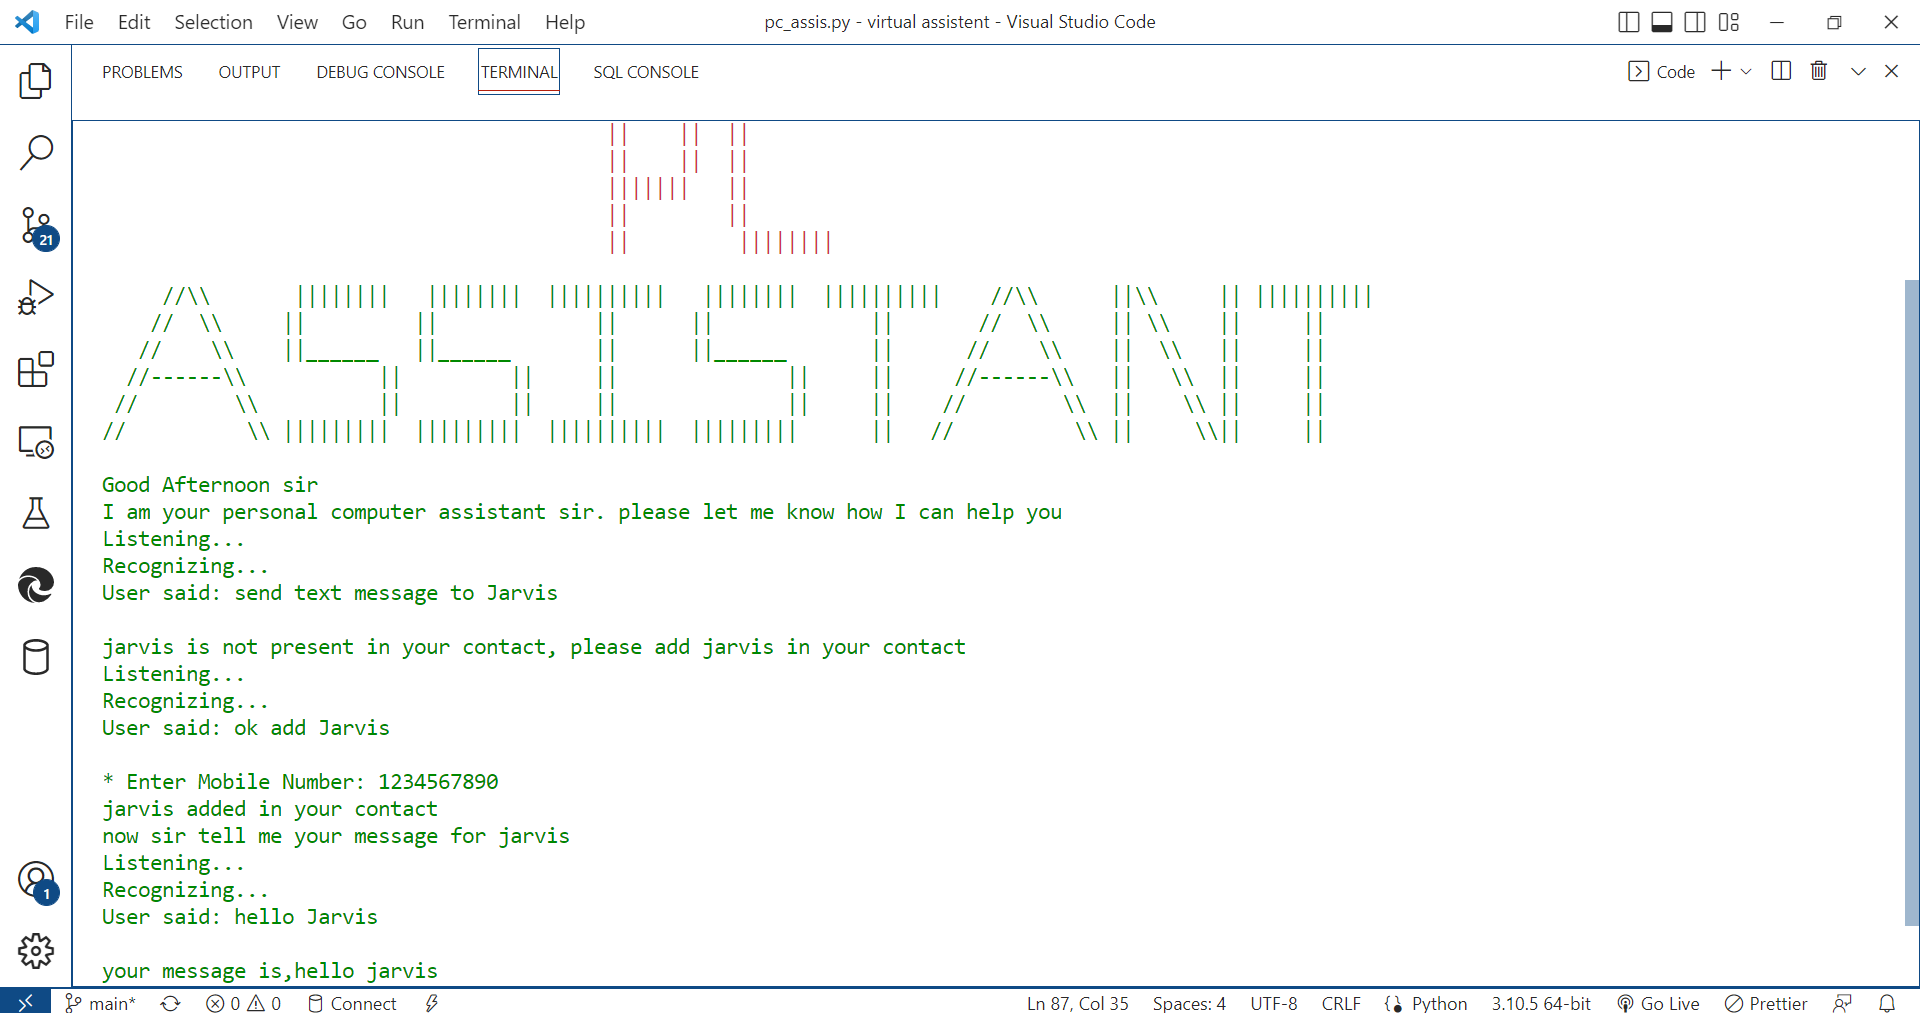 File Edit Selection View Go Run Terminal Help
pc_assis.py - virtual assistent - Visual Studio Code
PROBLEMS OUTPUT DEBUG CONSOLE TERMINAL SQL CONSOLE
Code
21
ASSISTANT
Good Afternoon sir
I am your personal computer assistant sir. please let me know how I can help you
Listening...
Recognizing...
User said: send text message to Jarvis
jarvis is not present in your contact, please add jarvis in your contact
Listening...
Recognizing...
User said: ok add Jarvis
* Enter Mobile Number: 1234567890
jarvis added in your contact
now sir tell me your message for jarvis
Listening...
Recognizing...
User said: hello Jarvis
your message is,hello jarvis
1
main* 0 0 Connect
Ln 87, Col 35 Spaces: 4 UTF-8 CRLF Python 3.10.5 64-bit Go Live Prettier